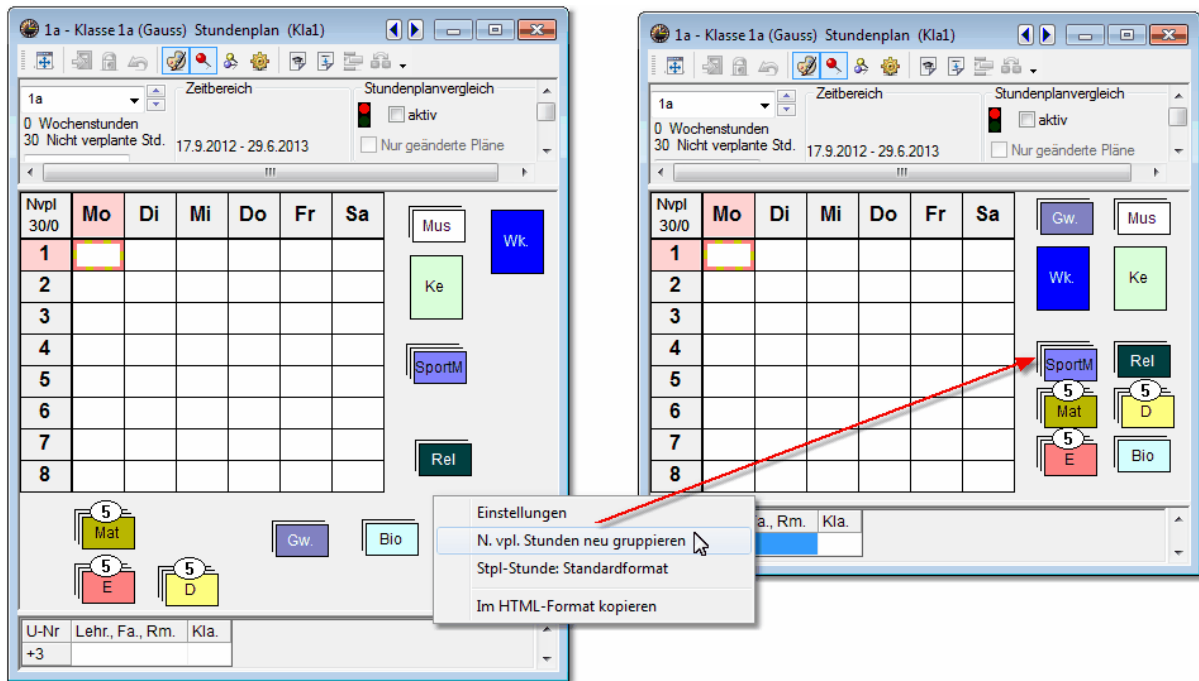 1a - Klasse 1a (Gauss) Stundenplan (Kla1)
1a
Zeitbereich
Stundenplanvergleich
aktiv
0 Wochenstunden
30 Nicht verplante Std.
17.9.2012 - 29.6.2013
Nur geänderte Pläne
Nvpl
30/0
Mo Di Mi Do Fr Sa
1
2
3
4
5
6
7
8
Mus
Wk.
Ke
SportM
Rel
5
Mat
Gw.
Bio
5
E
5
D
U-Nr Lehr., Fa., Rm. Kla.
+3
Einstellungen
N. vpl. Stunden neu gruppieren
Stpl-Stunde: Standardformat
Im HTML-Format kopieren
1a - Klasse 1a (Gauss) Stundenplan (Kla1)
1a
Zeitbereich
Stundenplanvergleich
aktiv
0 Wochenstunden
30 Nicht verplante Std.
17.9.2012 - 29.6.2013
Nur geänderte Pläne
Nvpl
30/0
Mo Di Mi Do Fr Sa
1
2
3
4
5
6
7
8
Gw. Mus
Wk. Ke
SportM Rel
5 5
Mat D
5
E Bio
a., Rm. Kla.